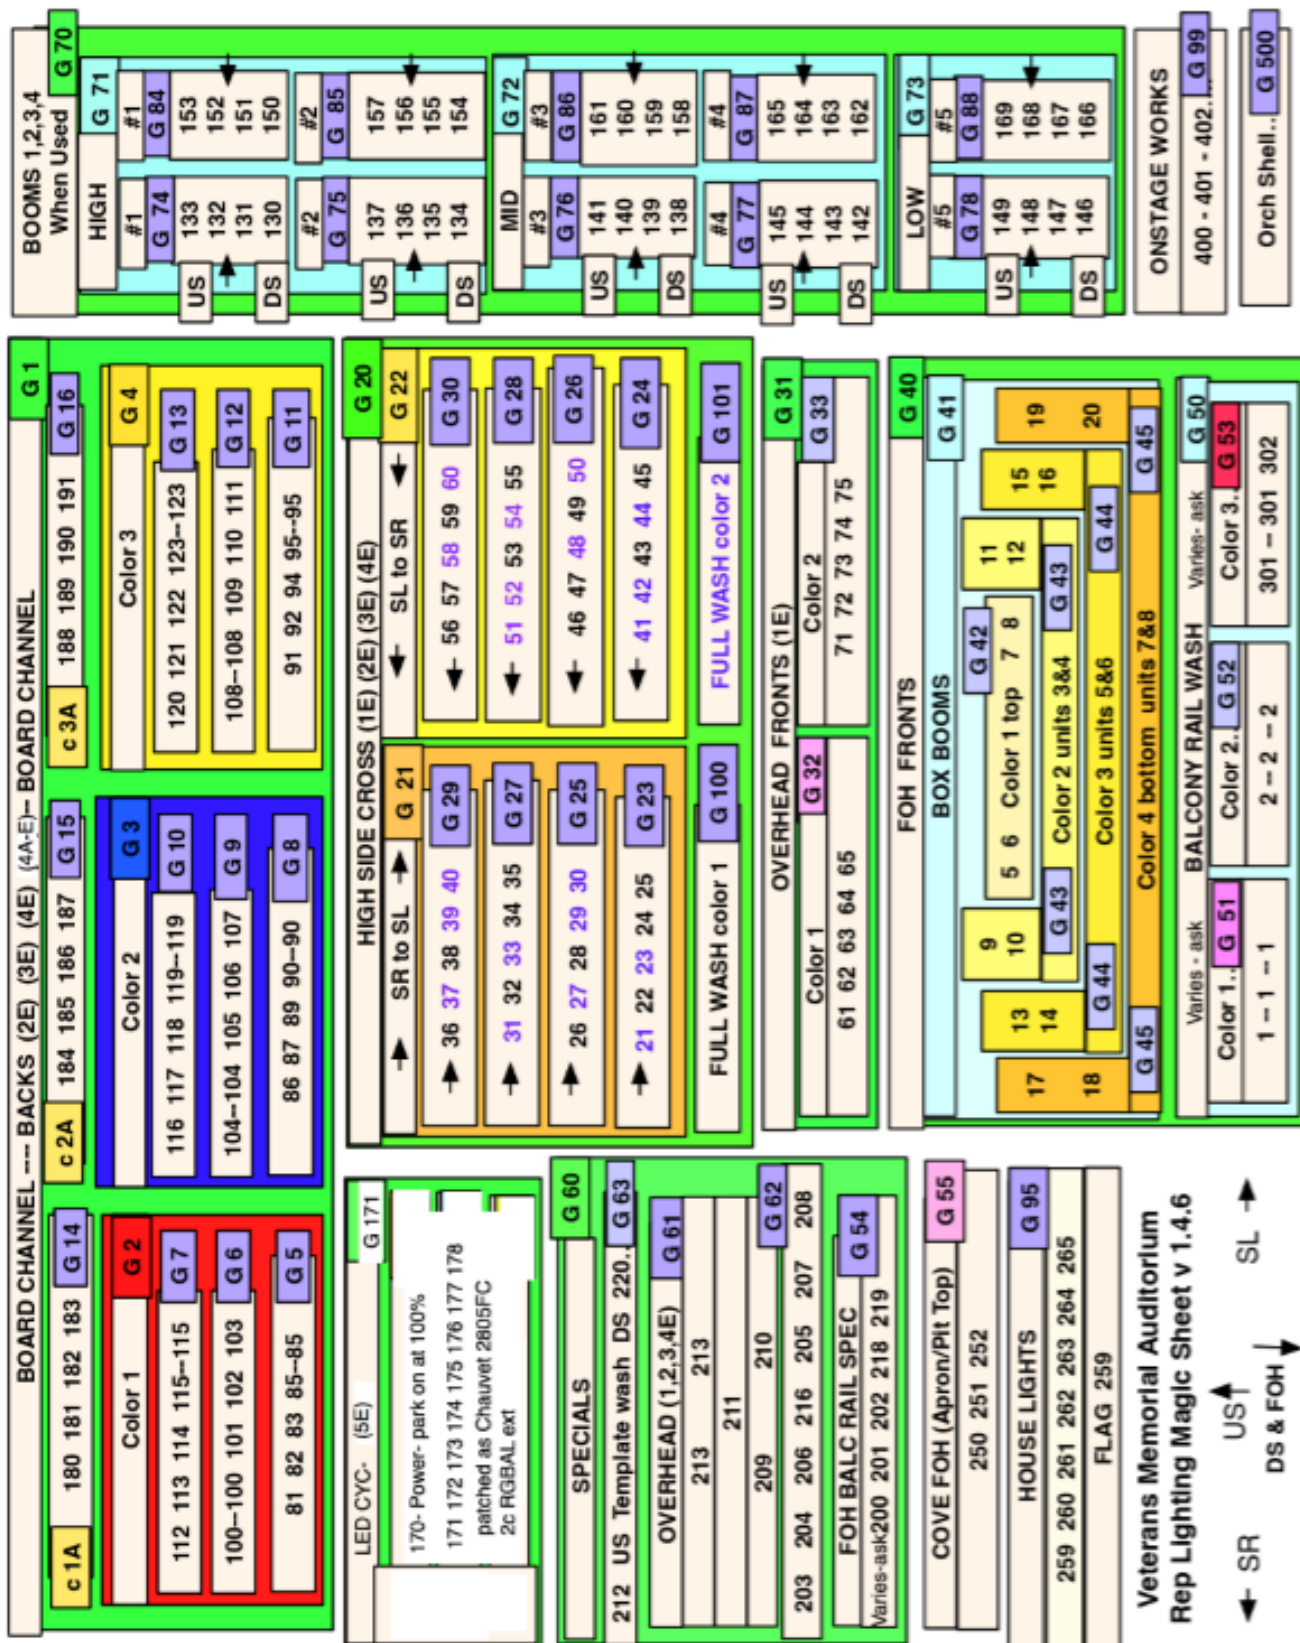 BOARD CHANNEL ---- BACKS (2E) (3E) (4E) (4A-E)-- BOARD CHANNEL
G 1
c 1A 180 181 182 183 G 14
c 2A 184 185 186 187 G 15
c 3A 188 189 190 191 G 16
Color 1 G 2
112 113 114 115--115 G 7
100--100 101 102 103 G 6
81 82 83 85--85 G 5
Color 2 G 3
116 117 118 119--119 G 10
104--104 105 106 107 G 9
86 87 89 90--90 G 8
Color 3 G 4
120 121 122 123--123 G 13
108--108 109 110 111 G 12
91 92 94 95--95 G 11
BOOMS 1,2,3,4
When Used
G 70
HIGH G 71
#1 #1
G 74 G 84
US 133 153
132 152
131 151
DS 130 150
#2 #2
G 75 G 85
US 137 157
136 156
135 155
DS 134 154
MID G 72
#3 #3
G 76 G 86
US 141 161
140 160
139 159
DS 138 158
#4 #4
G 77 G 87
US 145 165
144 164
143 163
DS 142 162
LOW G 73
#5 #5
G 78 G 88
US 149 169
148 168
147 167
DS 146 166
ONSTAGE WORKS
400 - 401 - 402.... G 99
Orch Shell.. G 500
LED CYC- (5E) G 171
170- Power- park on at 100%
171 172 173 174 175 176 177 178
patched as Chauvet 2805FC
2c RGBAL ext
HIGH SIDE CROSS (1E) (2E) (3E) (4E)
G 20
SR to SL G 21
36 37 38 39 40 G 29
31 32 33 34 35 G 27
26 27 28 29 30 G 25
21 22 23 24 25 G 23
FULL WASH color 1 G 100
SL to SR G 22
56 57 58 59 60 G 30
51 52 53 54 55 G 28
46 47 48 49 50 G 26
41 42 43 44 45 G 24
FULL WASH color 2 G 101
SPECIALS G 60
212 US Template wash DS 220.. G 63
OVERHEAD (1,2,3,4E) G 61
213 213
211
209 210 G 62
203 204 206 216 205 207 208
FOH BALC RAIL SPEC G 54
Varies-ask200 201 202 218 219
OVERHEAD FRONTS (1E) G 31
Color 1 G 32
61 62 63 64 65
Color 2 G 33
71 72 73 74 75
FOH FRONTS G 40
BOX BOOMS G 41
G 42
5 6 Color 1 top 7 8
9 10
11 12
G 43 Color 2 units 3&4 G 43
13 14
15 16
G 44 Color 3 units 5&6 G 44
17 18
19 20
G 45 Color 4 bottom units 7&8 G 45
Varies - ask BALCONY RAIL WASH Varies- ask G 50
Color 1.. G 51
1 -- 1 -- 1
Color 2.. G 52
2 -- 2 -- 2
Color 3.. G 53
301 -- 301 301 302
COVE FOH (Apron/Pit Top) G 55
250 251 252
HOUSE LIGHTS G 95
259 260 261 262 263 264 265
FLAG 259
Veterans Memorial Auditorium
Rep Lighting Magic Sheet v 1.4.6
SR US SL
DS & FOH